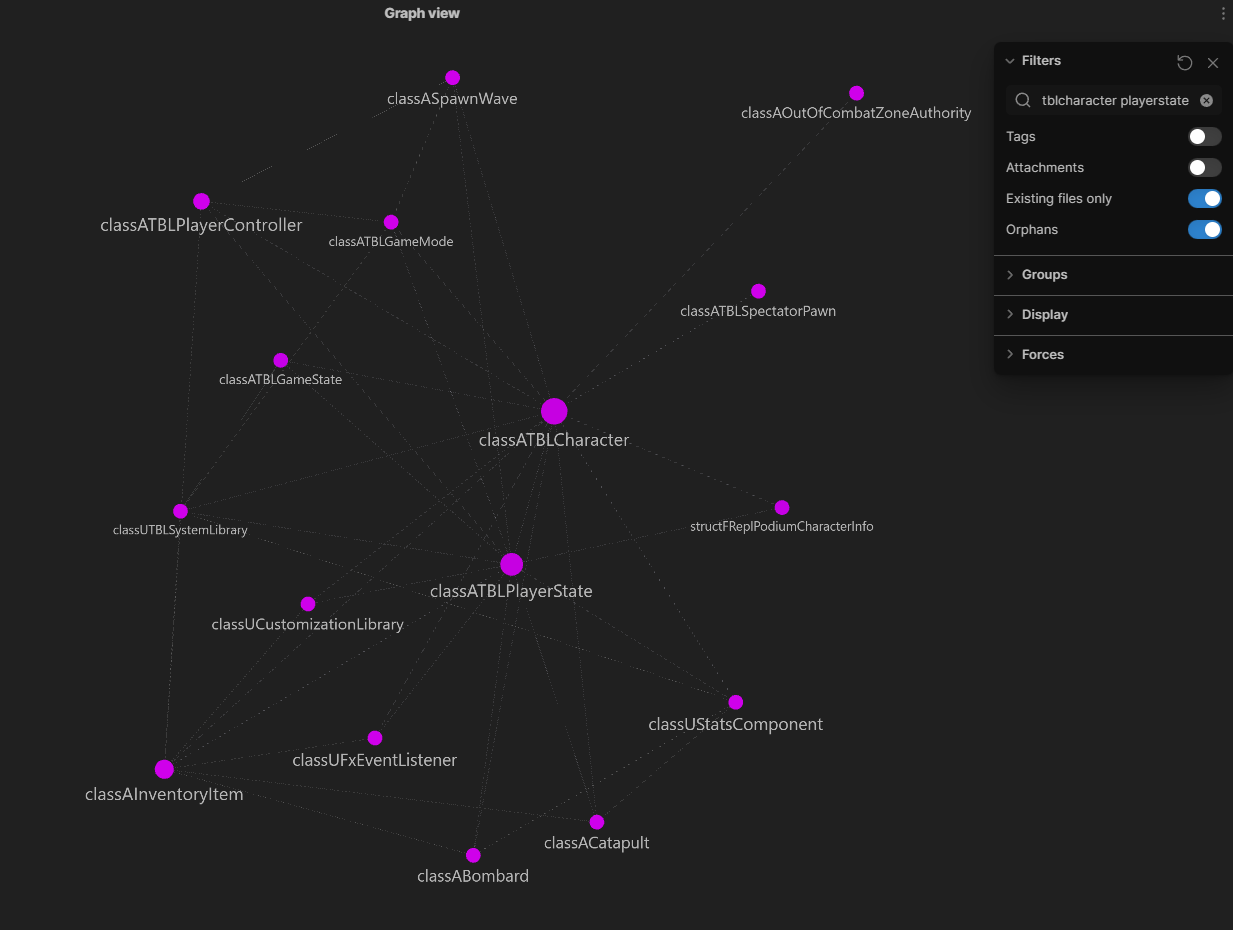 Graph view
classASpawnWave
classAOutOfCombatZoneAuthority
classATBLPlayerController
classATBLGameMode
classATBLSpectatorPawn
classATBLGameState
classATBLCharacter
classUTBLSystemLibrary
structFReplPodiumCharacterInfo
classATBLPlayerState
classUCustomizationLibrary
classUStatsComponent
classUFxEventListener
classAInventoryItem
classACatapult
classABombard
Filters
tblcharacter playerstate
Tags
Attachments
Existing files only
Orphans
Groups
Display
Forces